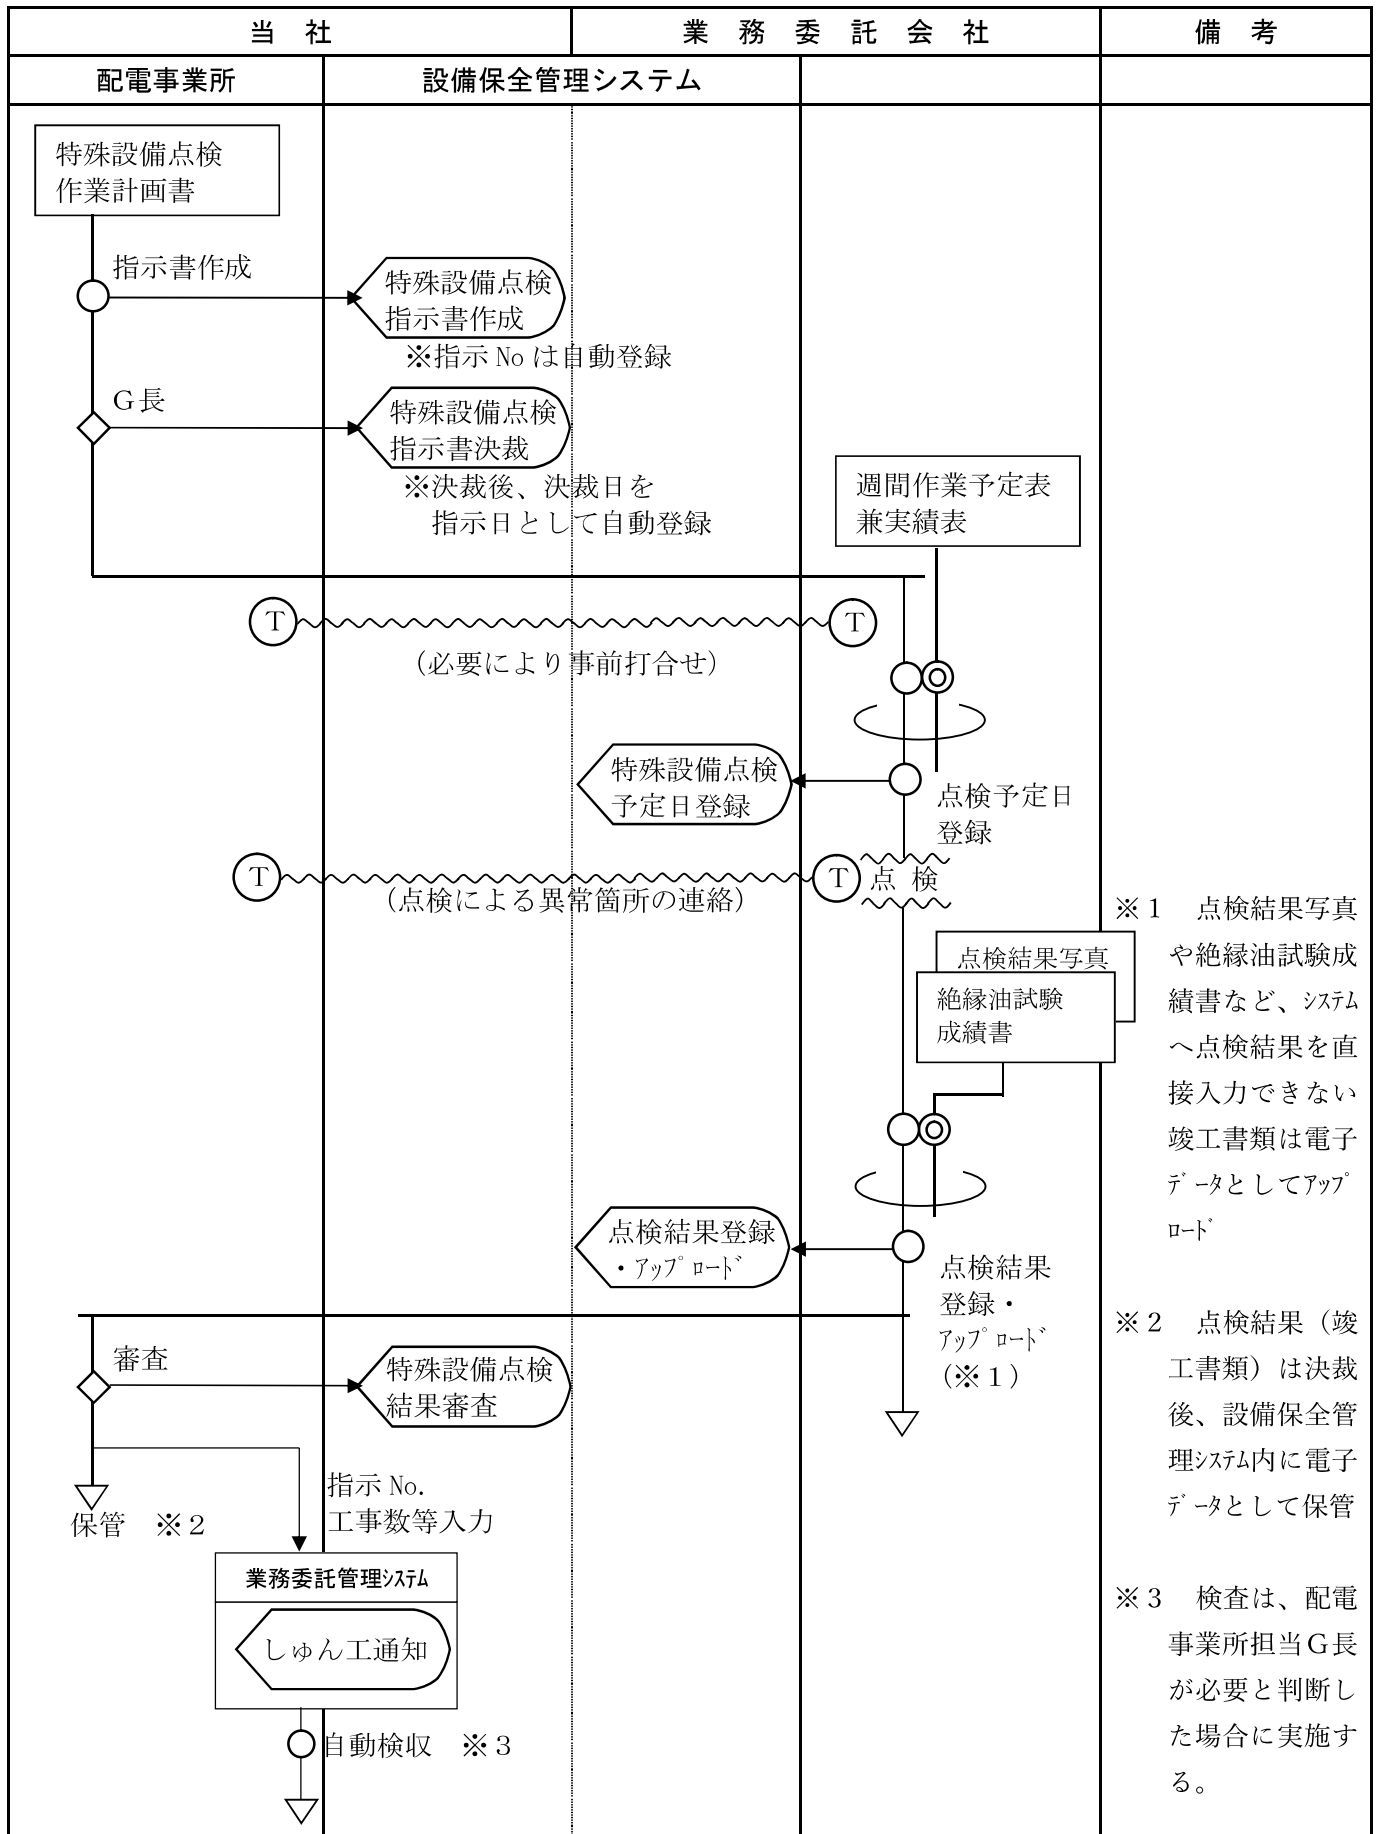 当　社
業　務　委　託　会　社
備　考
配電事業所
設備保全管理システム
特殊設備点検
作業計画書
指示書作成
特殊設備点検
指示書作成
※指示 No は自動登録
Ｇ長
特殊設備点検
指示書決裁
※決裁後、決裁日を
指示日として自動登録
週間作業予定表
兼実績表
T
T
（必要により事前打合せ）
特殊設備点検
予定日登録
点検予定日
登録
T
T
点　検
（点検による異常箇所の連絡）
点検結果写真
絶縁油試験
成績書
点検結果登録
・ｱｯﾌﾟﾛｰﾄﾞ
点検結果
登録・
ｱｯﾌﾟﾛｰﾄﾞ
（※１）
審査
特殊設備点検
結果審査
指示 No.
工事数等入力
保管　※２
業務委託管理ｼｽﾃﾑ
しゅん工通知
自動検収　※３
※１　点検結果写真
や絶縁油試験成
績書など、ｼｽﾃﾑ
へ点検結果を直
接入力できない
竣工書類は電子
ﾃﾞｰﾀとしてｱｯﾌﾟ
ﾛｰﾄﾞ
※２　点検結果（竣
工書類）は決裁
後、設備保全管
理ｼｽﾃﾑ内に電子
ﾃﾞｰﾀとして保管
※３　検査は、配電
事業所担当Ｇ長
が必要と判断し
た場合に実施す
る。